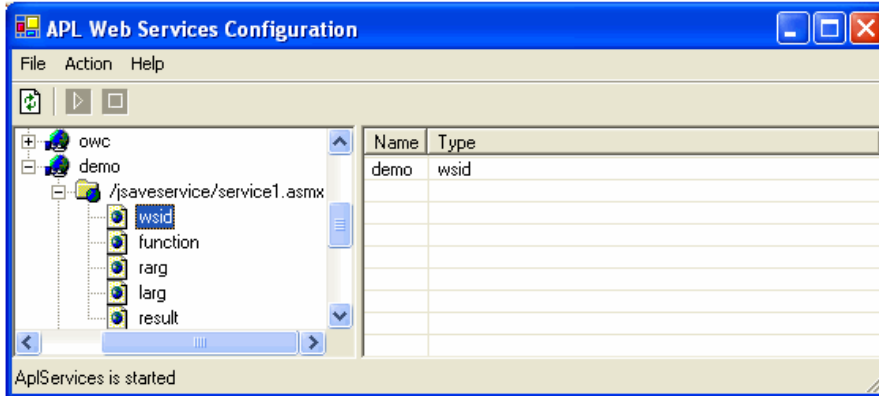 APL Web Services Configuration
File Action Help
owc
demo
/jsaveservice/service1.asmx
wsid
function
rarg
larg
result
Name Type
demo wsid
AplServices is started